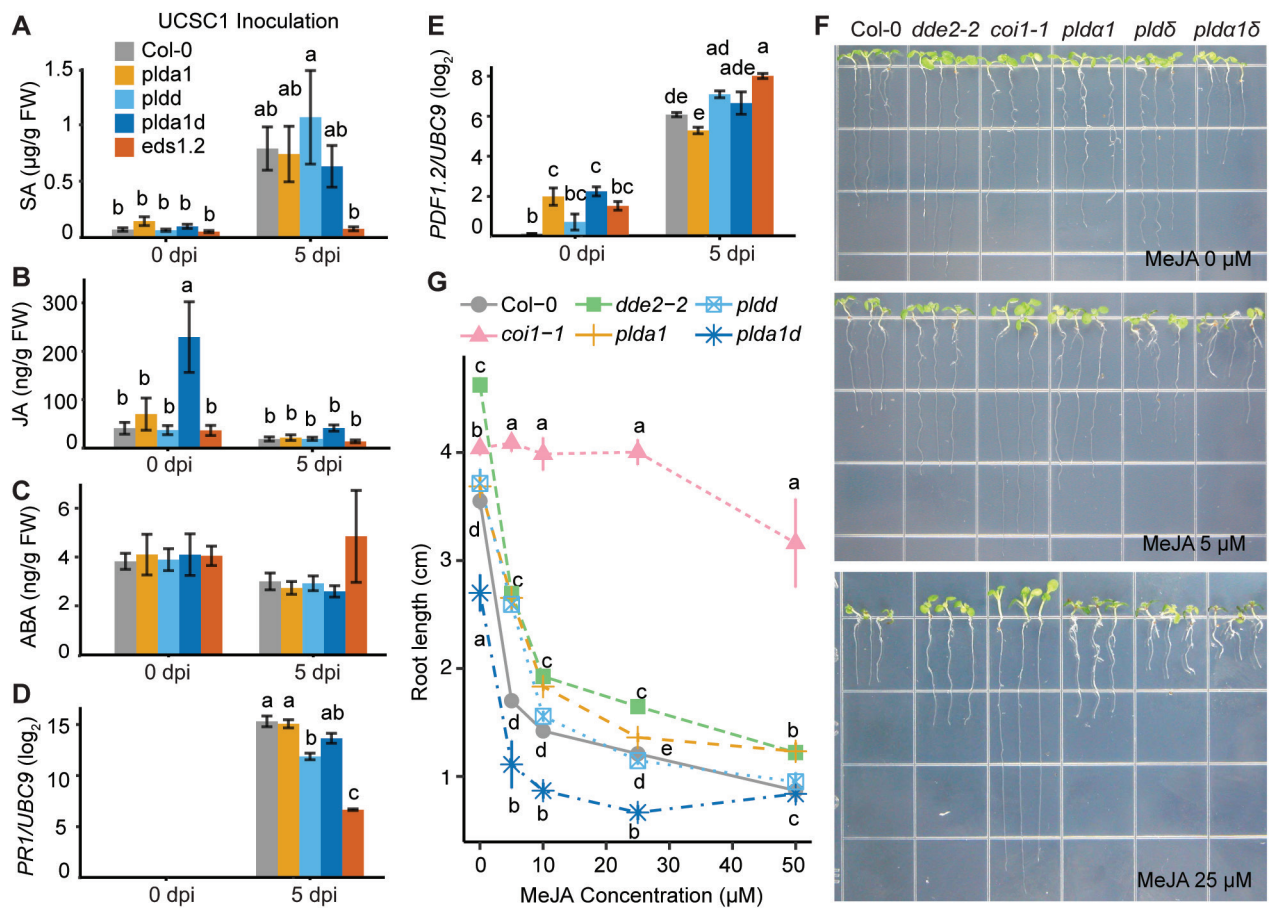 A
UCSC1 Inoculation
Col-0
plda1
pldd
plda1d
eds1.2
SA (µg/g FW)
1.5
1
0.5
0
b b b b b
ab ab a ab b
0 dpi 5 dpi
B
JA (ng/g FW)
300
200
100
0
b b b a b
b b b b b
0 dpi 5 dpi
C
ABA (ng/g FW)
6
4
2
0
0 dpi 5 dpi
D
PR1/UBC9 (log2)
15
10
5
0
a a b ab c
0 dpi 5 dpi
E
PDF1.2/UBC9 (log2)
8
6
4
2
0
b c bc c bc
de e ad ade a
0 dpi 5 dpi
G
Col−0 dde2−2 pldd
coi1−1 plda1 plda1d
Root length (cm)
4
3
2
1
c
b a a a
a
d
c
a
c c
b
d d e
d
b b b c
0 10 20 30 40 50
MeJA Concentration (µM)
F
Col-0 dde2-2 coi1-1 pldα1 pldδ pldα1δ
MeJA 0 µM
MeJA 5 µM
MeJA 25 µM